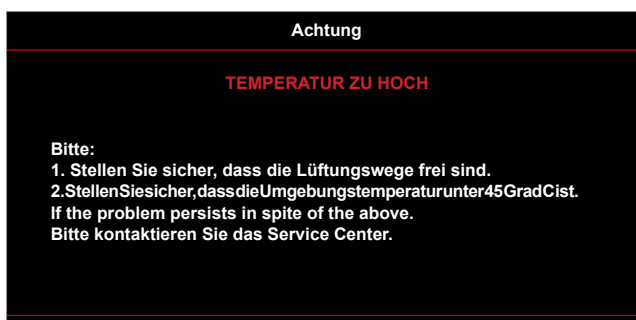 Achtung
TEMPERATUR ZU HOCH
Bitte:
1. Stellen Sie sicher, dass die Lüftungswege frei sind.
2.StellenSiesicher,dassdieUmgebungstemperaturunter45GradCist.
If the problem persists in spite of the above.
Bitte kontaktieren Sie das Service Center.